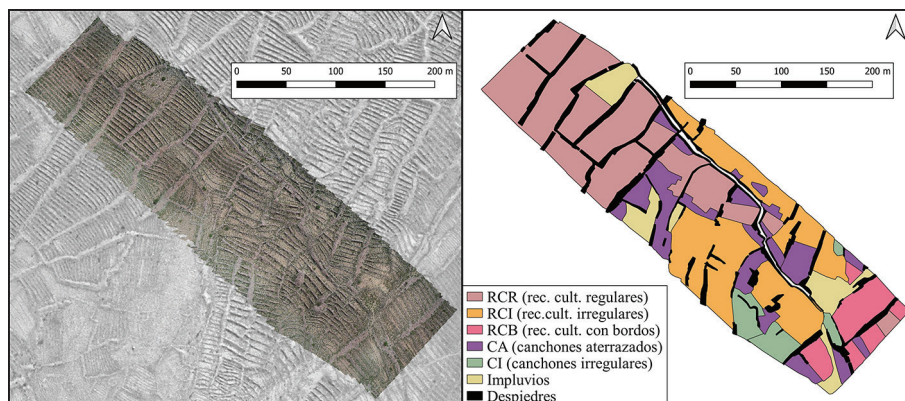 0 50 100 150 200 m
0 50 100 150 200 m
RCR (rec. cult. regulares)
RCI (rec.cult. irregulares)
RCB (rec. cult. con bordos)
CA (canchones aterrazados)
CI (canchones irregulares)
Impluvios
Despiedres